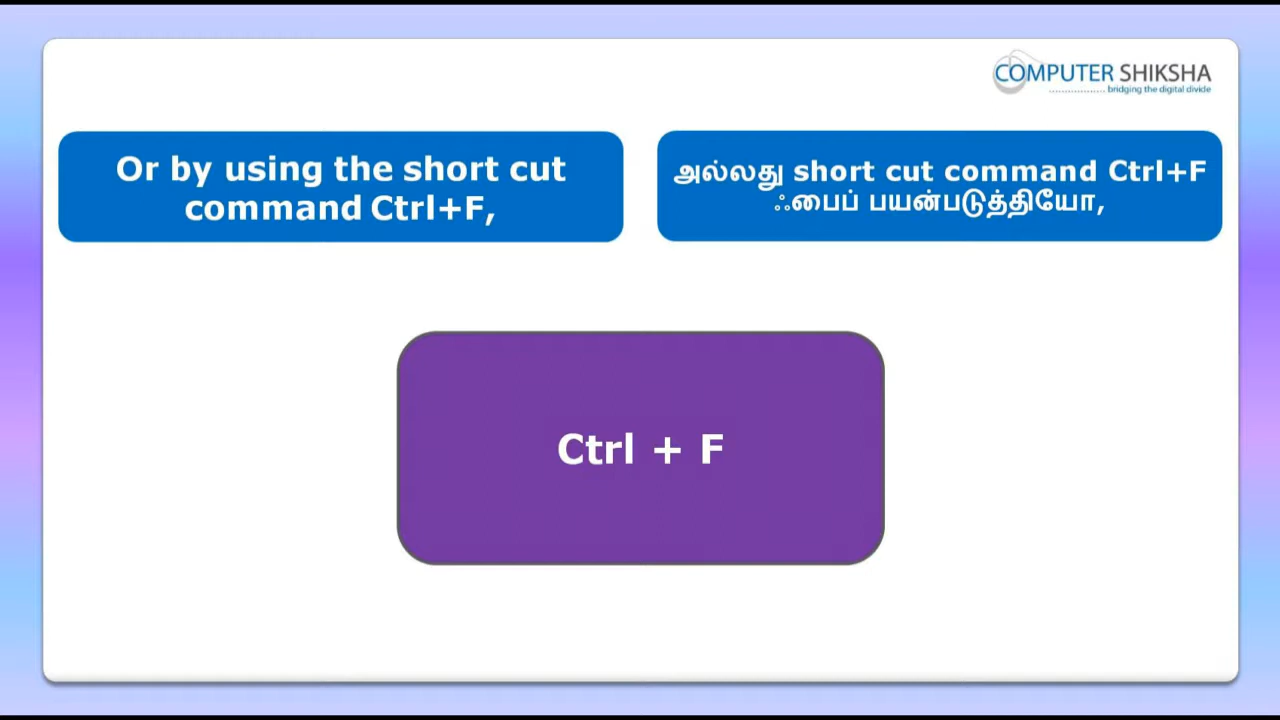 COMPUTER SHIKSHA
bridging the digital divide
Or by using the short cut
command Ctrl+F,
அல்லது short cut command Ctrl+F
ஃபைப் பயன்படுத்தியோ,
Ctrl + F